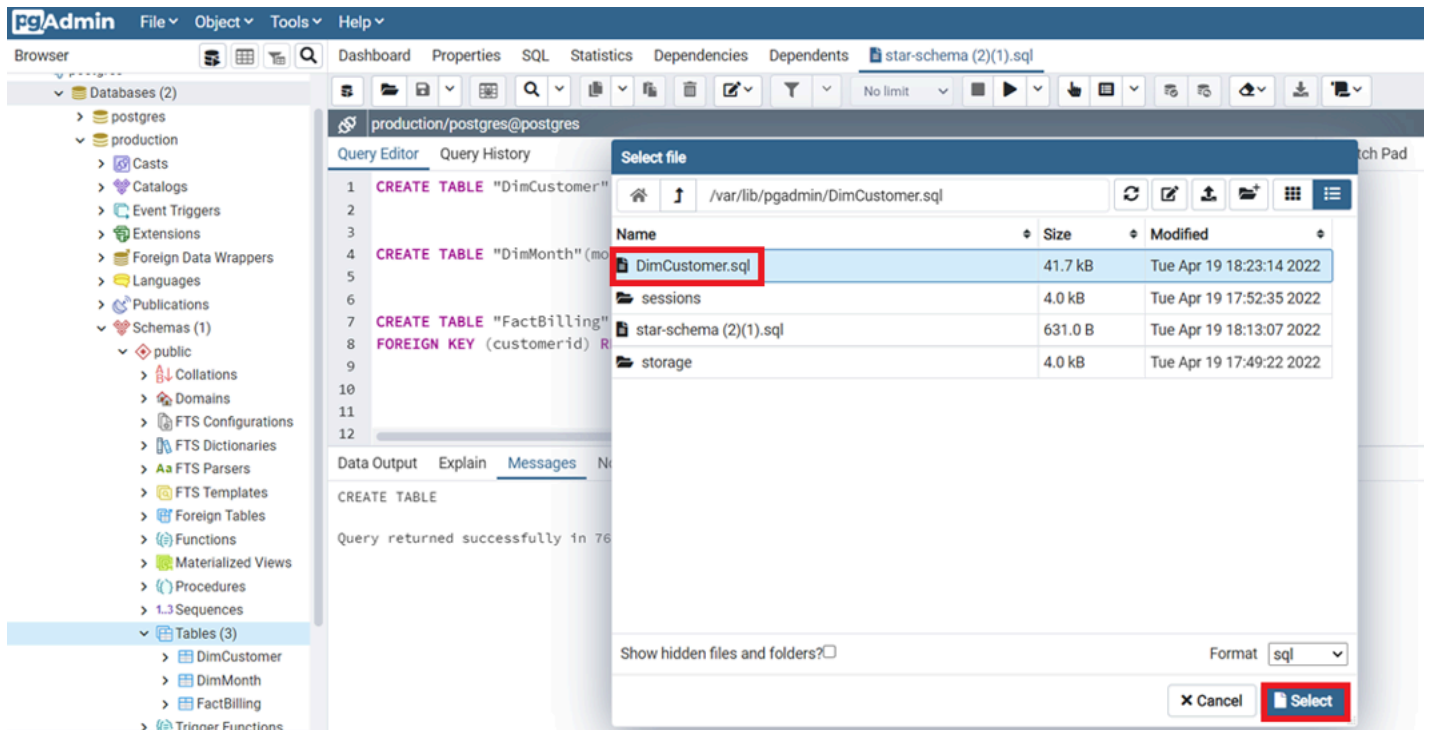 pgAdmin File Object Tools Help
Browser
Dashboard Properties SQL Statistics Dependencies Dependents star-schema (2)(1).sql
Databases (2)
postgres
production
Casts
Catalogs
Event Triggers
Extensions
Foreign Data Wrappers
Languages
Publications
Schemas (1)
public
Collations
Domains
FTS Configurations
FTS Dictionaries
Aa FTS Parsers
FTS Templates
Foreign Tables
Functions
Materialized Views
Procedures
1..3 Sequences
Tables (3)
DimCustomer
DimMonth
FactBilling
Trigger Functions
No limit
production/postgres@postgres
Query Editor Query History
tch Pad
1 CREATE TABLE "DimCustomer"
2
3
4 CREATE TABLE "DimMonth"(mo
5
6
7 CREATE TABLE "FactBilling"
8 FOREIGN KEY (customerid) R
9
10
11
12
Data Output Explain Messages No
CREATE TABLE
Query returned successfully in 76
Select file
/var/lib/pgadmin/DimCustomer.sql
Name Size Modified
DimCustomer.sql 41.7 kB Tue Apr 19 18:23:14 2022
sessions 4.0 kB Tue Apr 19 17:52:35 2022
star-schema (2)(1).sql 631.0 B Tue Apr 19 18:13:07 2022
storage 4.0 kB Tue Apr 19 17:49:22 2022
Show hidden files and folders?
Format sql
Cancel Select